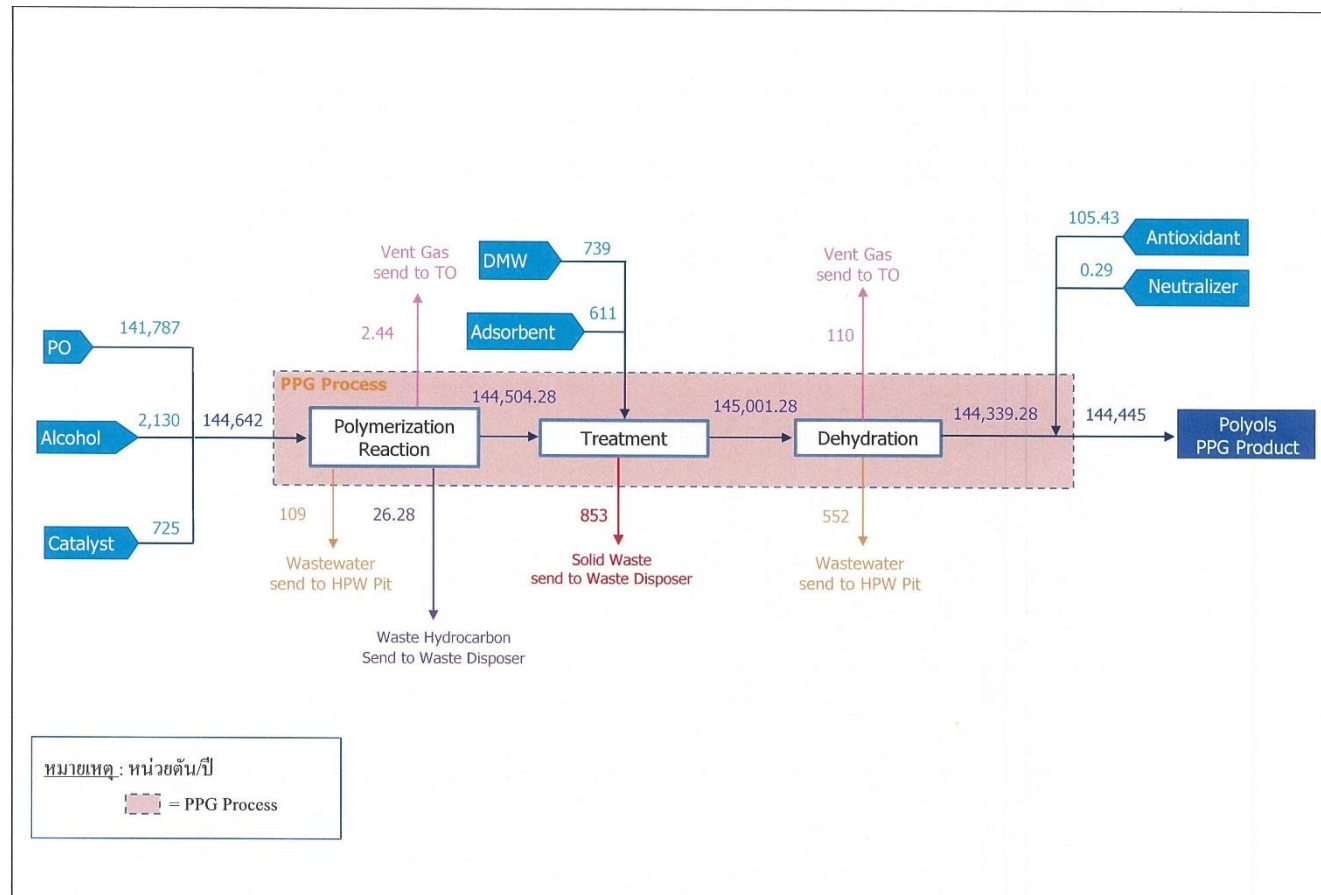 105.43
Antioxidant
Vent Gas
send to TO
DMW
739
Vent Gas
send to TO
0.29
Neutralizer
141,787
PO
2.44
Adsorbent
611
110
PPG Process
2,130
Alcohol
144,642
Polymerization
Reaction
144,504.28
Treatment
145,001.28
Dehydration
144,339.28
144,445
Polyols
PPG Product
725
Catalyst
109
26.28
853
552
Wastewater
send to HPW Pit
Solid Waste
send to Waste Disposer
Wastewater
send to HPW Pit
Waste Hydrocarbon
Send to Waste Disposer
หมายเหตุ : หน่วยตัน/ปี
= PPG Process